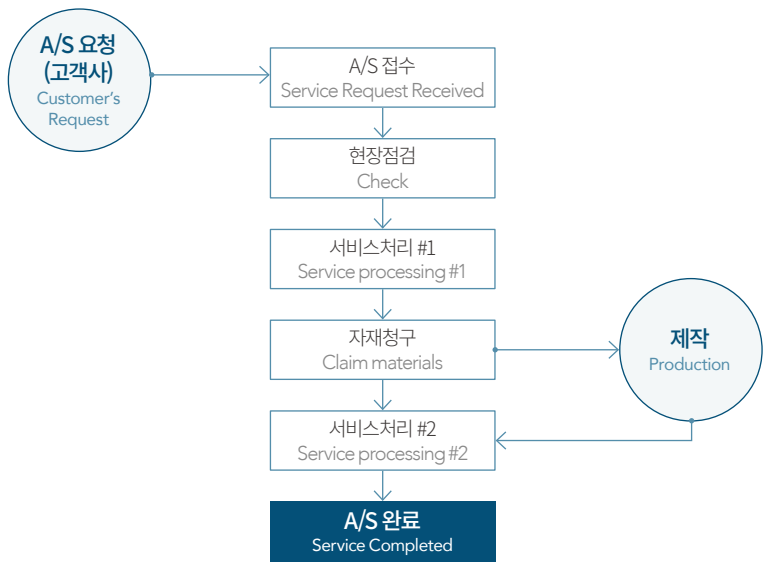 A/S 요청
(고객사)
Customer's
Request
A/S 접수
Service Request Received
현장점검
Check
서비스처리 #1
Service processing #1
자재청구
Claim materials
제작
Production
서비스처리 #2
Service processing #2
A/S 완료
Service Completed